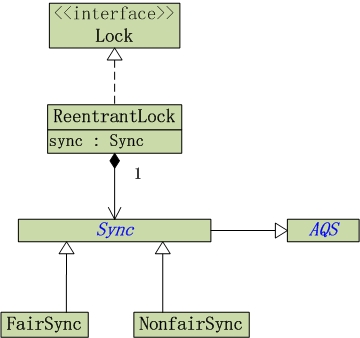 <<interface>>
Lock
ReentrantLock
sync : Sync
1
Sync
AQS
FairSync
NonfairSync